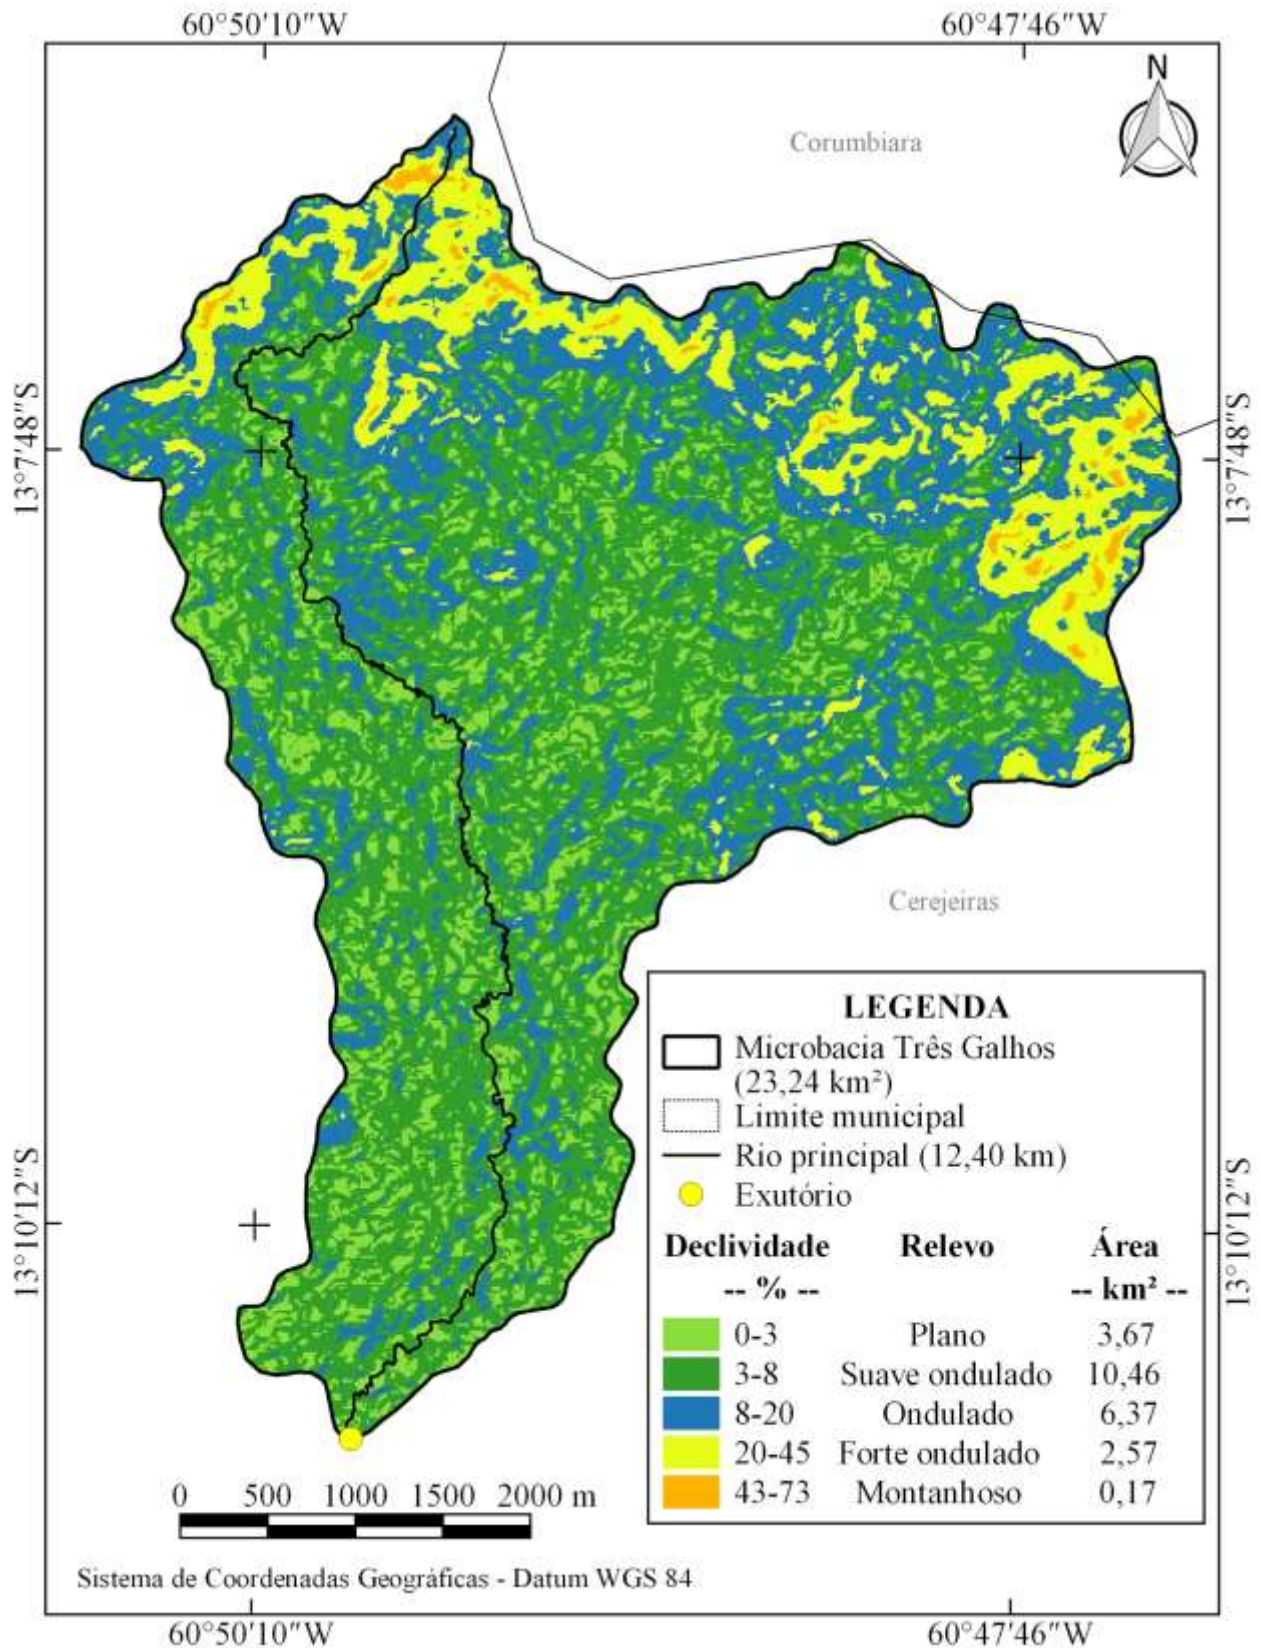 60°50'10"W 60°47'46"W
N
Corumbiara
13°7'48"S
13°7'48"S
Cerejeiras
LEGENDA
Microbacia Três Galhos
(23,24 km²)
Limite municipal
Rio principal (12,40 km)
Exutório
13°10'12"S
13°10'12"S
Declividade Relevo Área
-- % -- -- km² --
0-3 Plano 3,67
3-8 Suave ondulado 10,46
8-20 Ondulado 6,37
20-45 Forte ondulado 2,57
43-73 Montanhoso 0,17
0 500 1000 1500 2000 m
Sistema de Coordenadas Geográficas - Datum WGS 84
60°50'10"W 60°47'46"W